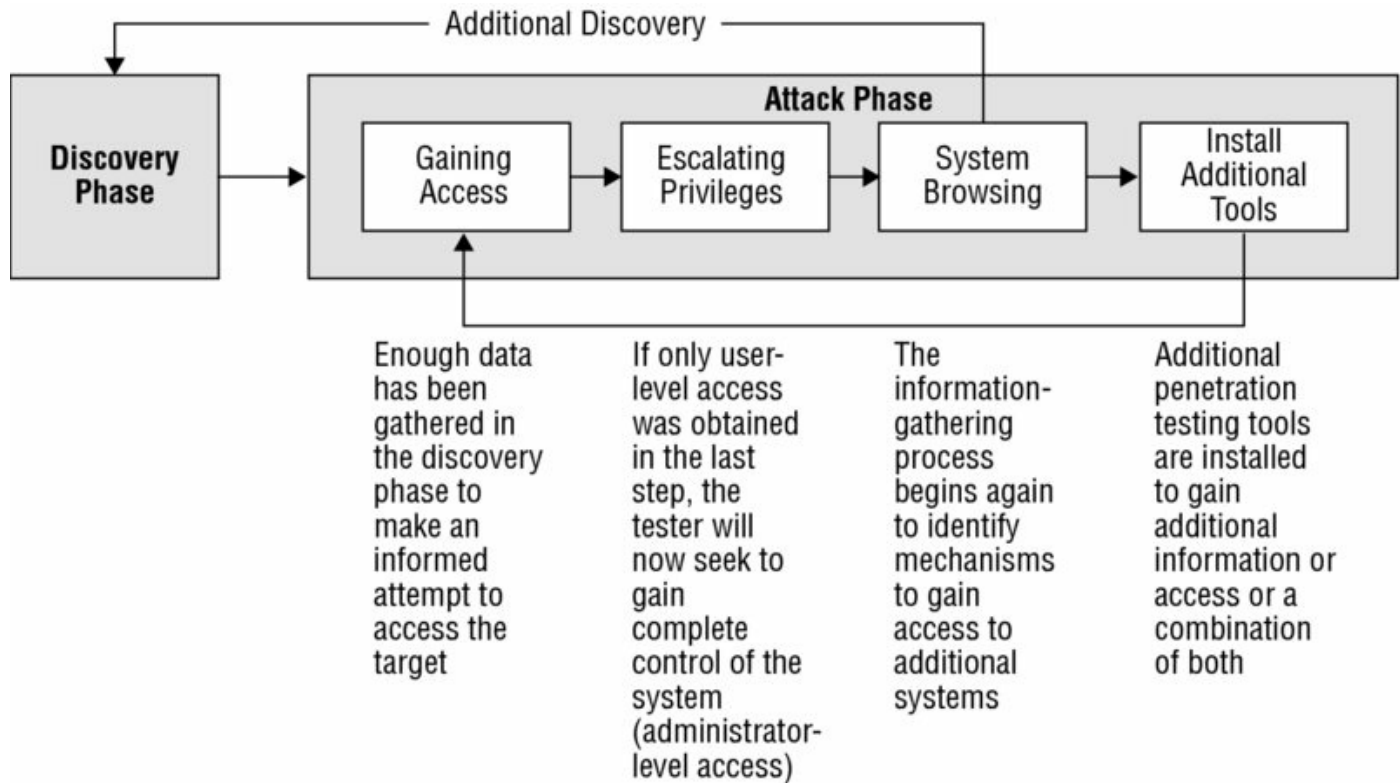 Additional Discovery
Attack Phase
Discovery
Phase
Gaining
Access
Escalating
Privileges
System
Browsing
Install
Additional
Tools
Enough data
has been
gathered in
the discovery
phase to
make an
informed
attempt to
access the
target
If only user-
level access
was obtained
in the last
step, the
tester will
now seek to
gain
complete
control of the
system
(administrator-
level access)
The
information-
gathering
process
begins again
to identify
mechanisms
to gain
access to
additional
systems
Additional
penetration
testing tools
are installed
to gain
additional
information or
access or a
combination
of both